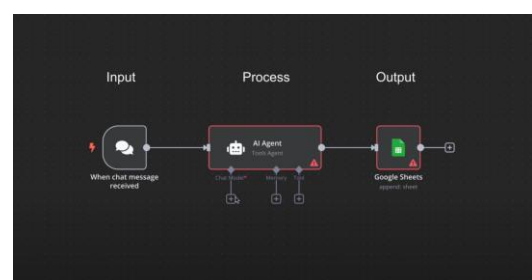 Input
Process
Output
AI Agent
Tools Agent
When chat message
received
Chat Model*
Memory
Tool
Google Sheets
append: sheet